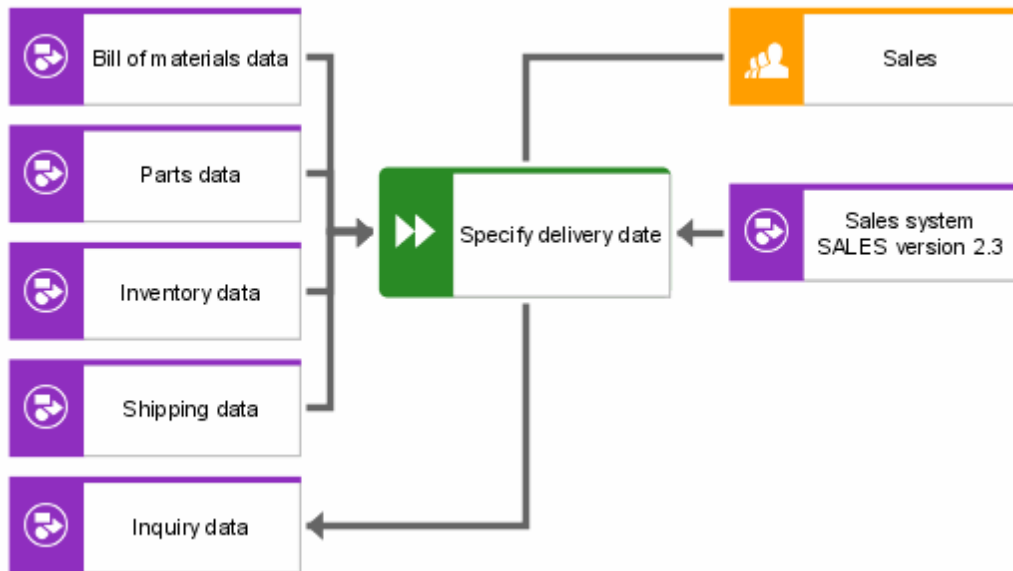 Bill of materials data
Sales
Parts data
Specify delivery date
Sales system
SALES version 2.3
Inventory data
Shipping data
Inquiry data